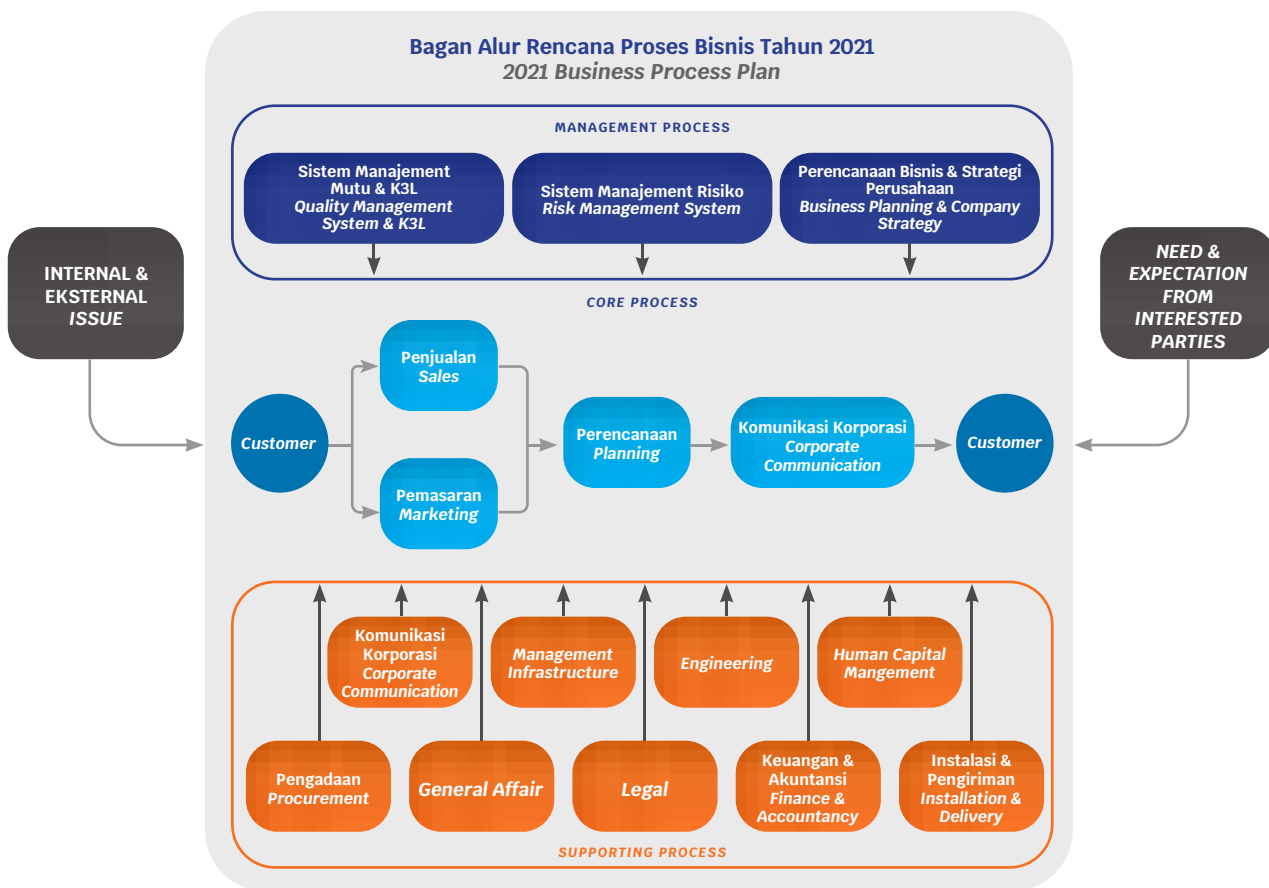 Bagan Alur Rencana Proses Bisnis Tahun 2021
2021 Business Process Plan
MANAGEMENT PROCESS
Sistem Manajement
Mutu & K3L
Quality Management
System & K3L
Sistem Manajement Risiko
Risk Management System
Perencanaan Bisnis & Strategi
Perusahaan
Business Planning & Company
Strategy
INTERNAL &
EKSTERNAL
ISSUE
NEED &
EXPECTATION
FROM
INTERESTED
PARTIES
CORE PROCESS
Customer
Penjualan
Sales
Pemasaran
Marketing
Perencanaan
Planning
Komunikasi Korporasi
Corporate
Communication
Customer
Komunikasi
Korporasi
Corporate
Communication
Management
Infrastructure
Engineering
Human Capital
Mangement
Pengadaan
Procurement
General Affair
Legal
Keuangan &
Akuntansi
Finance &
Accountancy
Instalasi &
Pengiriman
Installation &
Delivery
SUPPORTING PROCESS